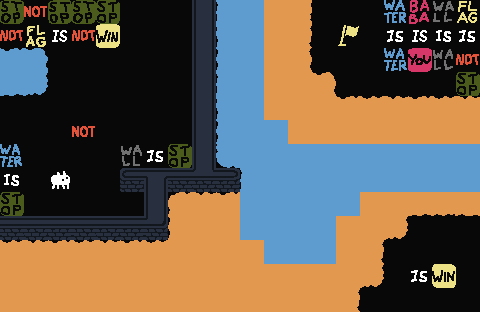 STOP NOT STOP STOP STOP
NOT FLAG IS NOT WIN
WATER BABA WALL FLAG
IS IS IS IS
WATER YOU WALL NOT
STOP
NOT
WATER
IS
STOP
WALL IS STOP
IS WIN